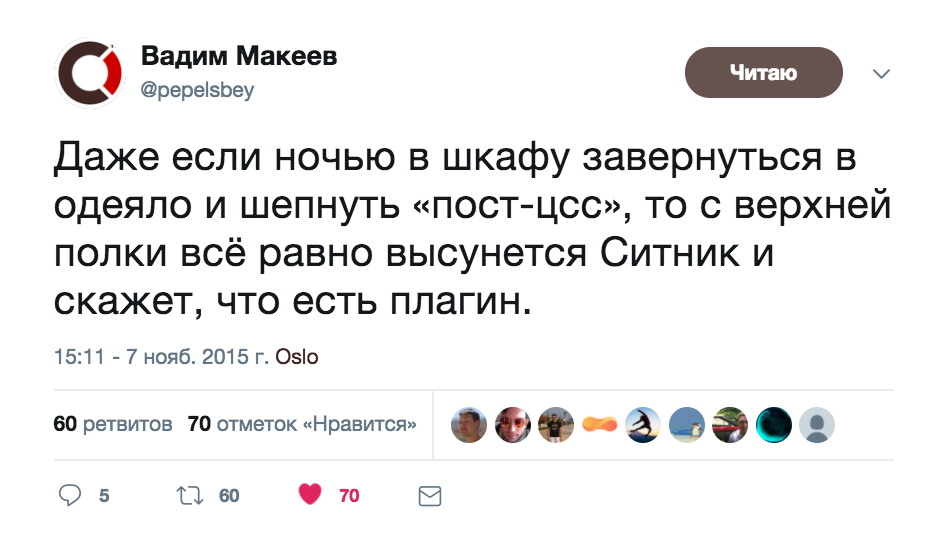 Вадим Макеев
@pepelsbey
Читаю
Даже если ночью в шкафу завернуться в
одеяло и шепнуть «пост-цсс», то с верхней
полки всё равно высунется Ситник и
скажет, что есть плагин.
15:11 - 7 нояб. 2015 г. Oslo
60 ретвитов 70 отметок «Нравится»
5 60 70